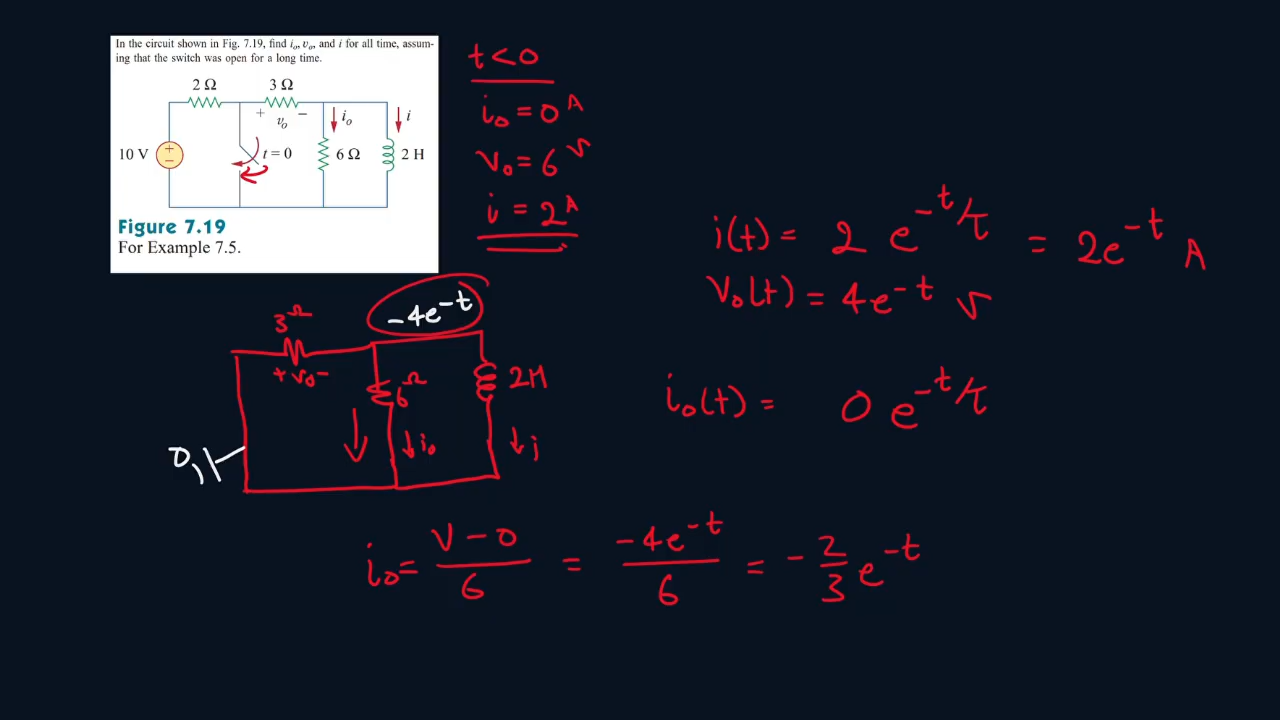 In the circuit shown in Fig. 7.19, find i_o, v_o, and i for all time, assum-
ing that the switch was open for a long time.
2 Ω
3 Ω
+ v_o −
i_o
i
10 V
+
−
t = 0
6 Ω
2 H
Figure 7.19
For Example 7.5.
t < 0
i_o = 0 A
v_o = 6 V
i = 2 A
i(t) = 2 e^{-t/τ} = 2e^{-t} A
v_o(t) = 4e^{-t} V
i_o(t) = 0 e^{-t/τ}
-4e^{-t}
3Ω
+ v_o −
6Ω
2H
i_o
i
0
i_o = (V − 0)/6 = (-4e^{-t})/6 = -2/3 e^{-t}